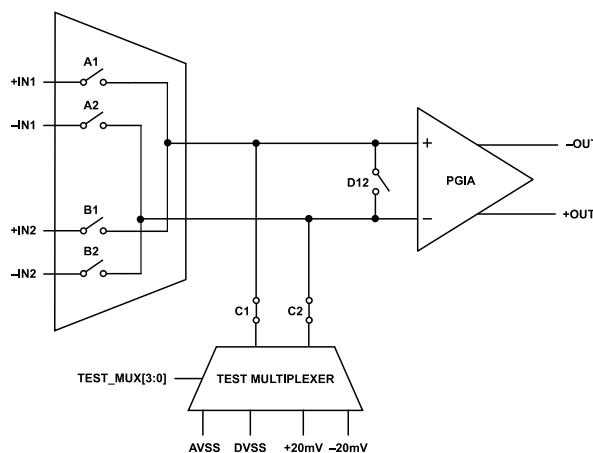 A1
+IN1
A2
–IN1
+
–OUT
D12
PGIA
B1
–
+OUT
+IN2
B2
–IN2
C1
C2
TEST_MUX[3:0]
TEST MULTIPLEXER
AVSS
DVSS
+20mV
–20mV